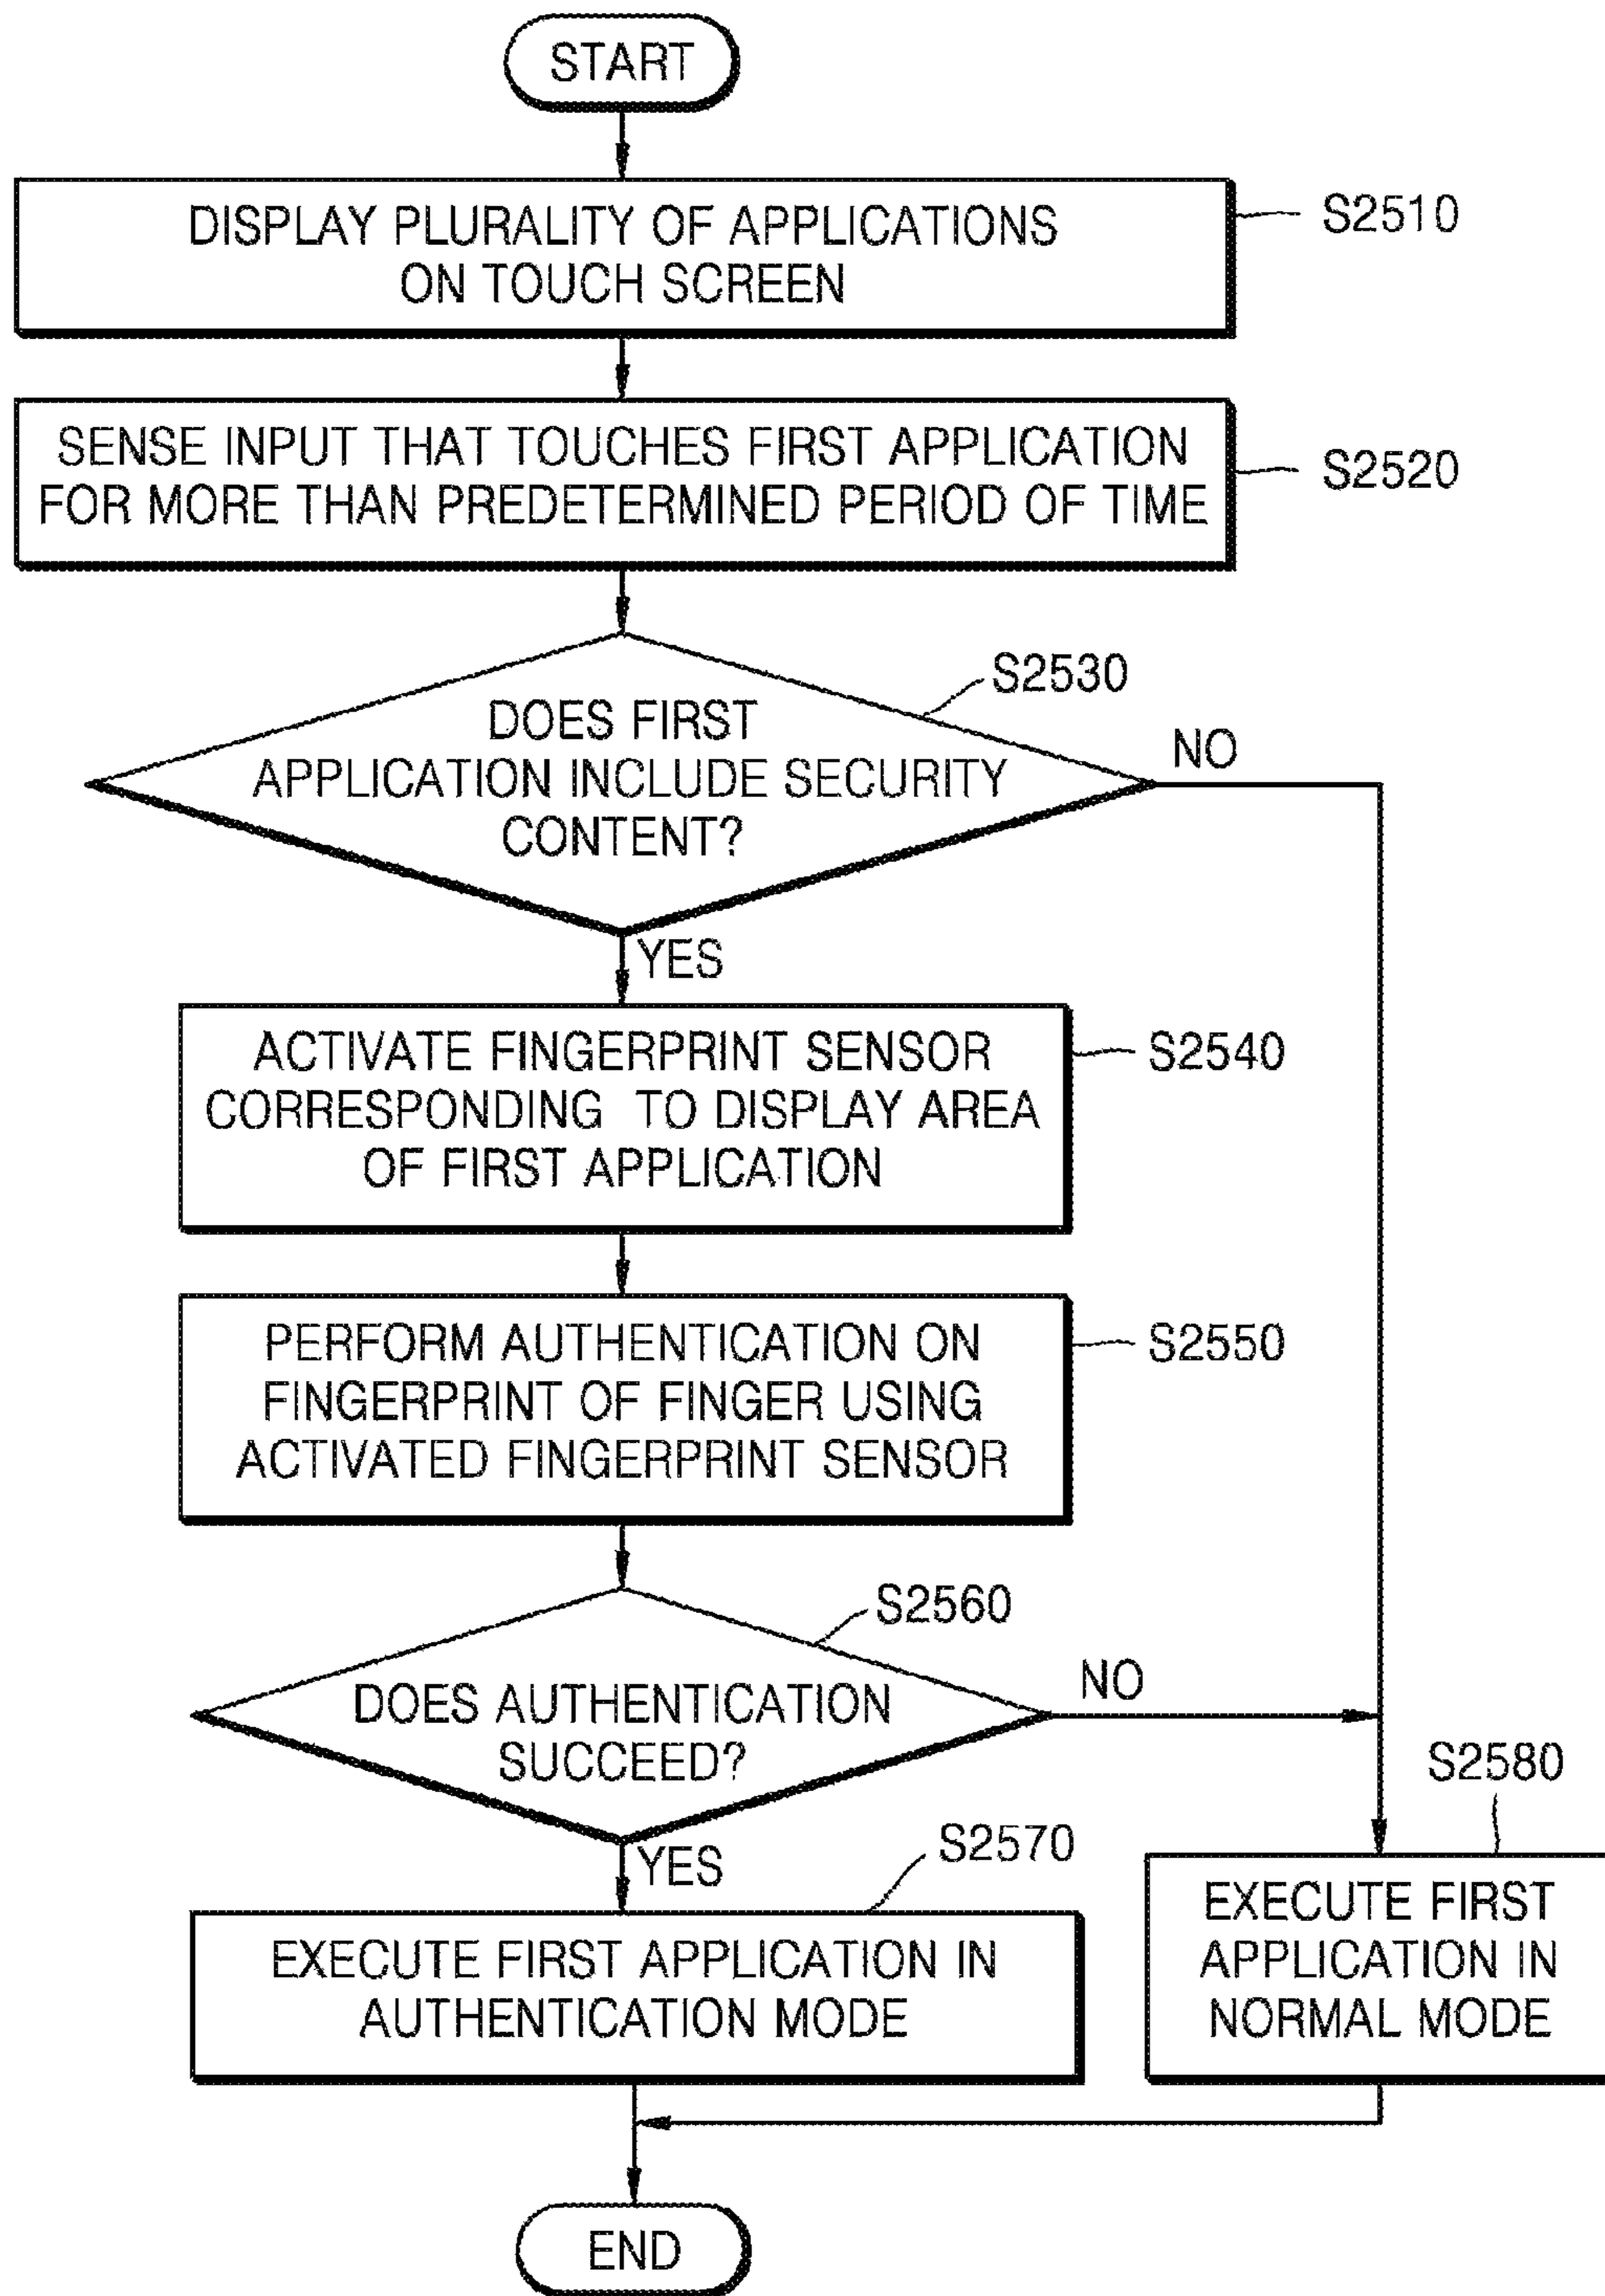 START
DISPLAY PLURALITY OF APPLICATIONS
ON TOUCH SCREEN
S2510
SENSE INPUT THAT TOUCHES FIRST APPLICATION
FOR MORE THAN PREDETERMINED PERIOD OF TIME
S2520
S2530
DOES FIRST
APPLICATION INCLUDE SECURITY
CONTENT?
NO
YES
ACTIVATE FINGERPRINT SENSOR
CORRESPONDING TO DISPLAY AREA
OF FIRST APPLICATION
S2540
PERFORM AUTHENTICATION ON
FINGERPRINT OF FINGER USING
ACTIVATED FINGERPRINT SENSOR
S2550
S2560
DOES AUTHENTICATION
SUCCEED?
NO
YES
S2570
EXECUTE FIRST APPLICATION IN
AUTHENTICATION MODE
S2580
EXECUTE FIRST
APPLICATION IN
NORMAL MODE
END